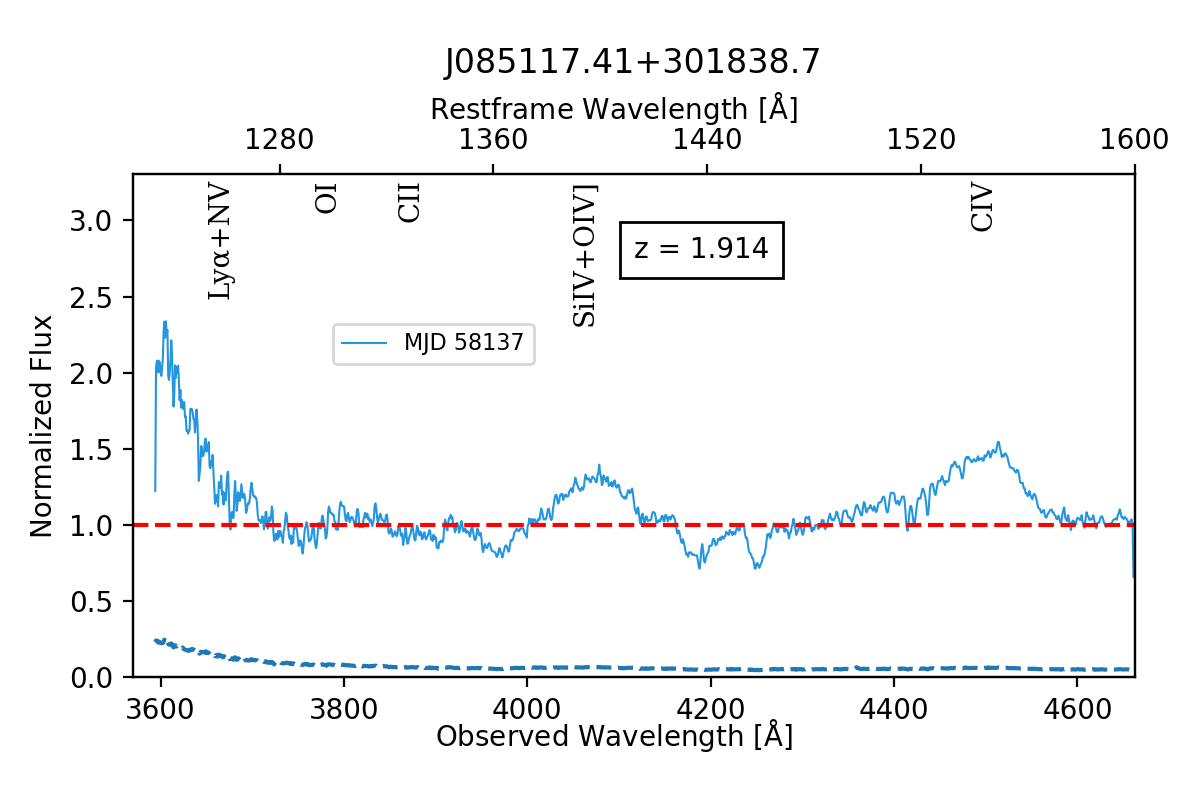 J085117.41+301838.7
Restframe Wavelength [Å]
1280 1360 1440 1520 1600
Lyα+NV
OI
CII
SiIV+OIV]
CIV
z = 1.914
MJD 58137
Normalized Flux
3.0
2.5
2.0
1.5
1.0
0.5
0.0
3600 3800 4000 4200 4400 4600
Observed Wavelength [Å]